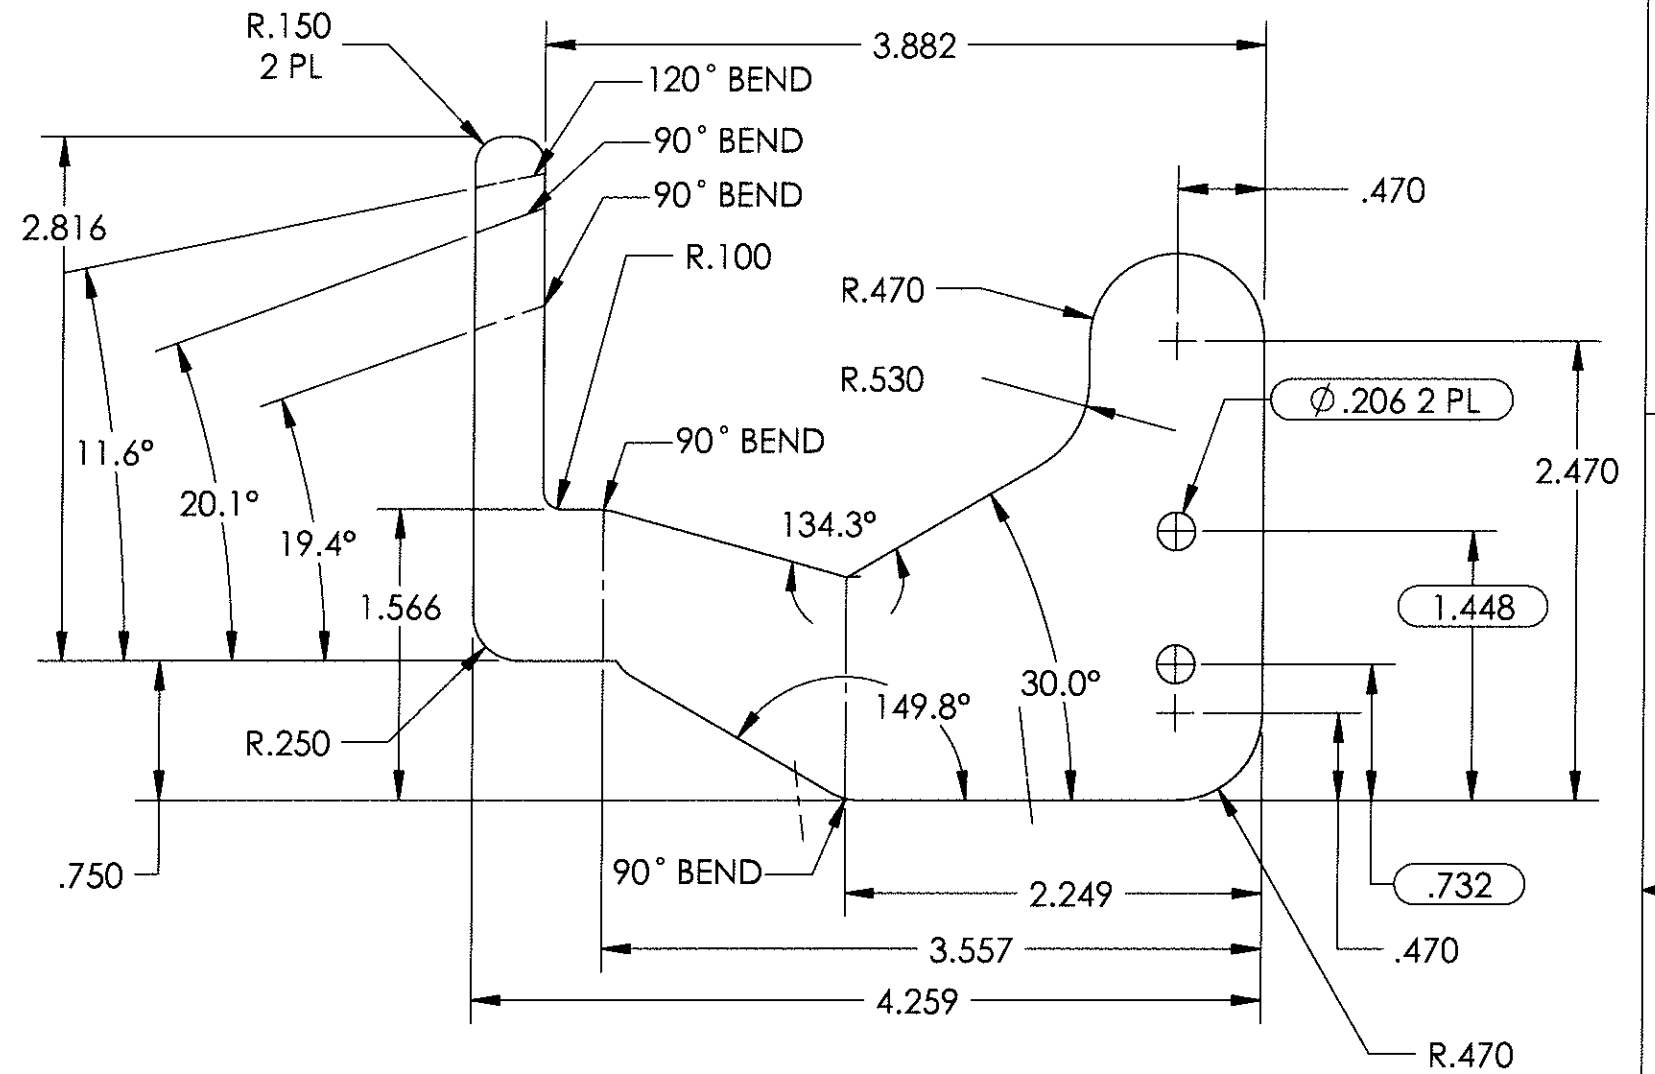 R.150
2 PL
3.882
120° BEND
90° BEND
90° BEND
.470
2.816
R.100
R.470
R.530
⌀.206 2 PL
11.6°
90° BEND
2.470
20.1°
134.3°
19.4°
1.566
1.448
30.0°
149.8°
R.250
.750
90° BEND
2.249
.732
3.557
.470
4.259
R.470